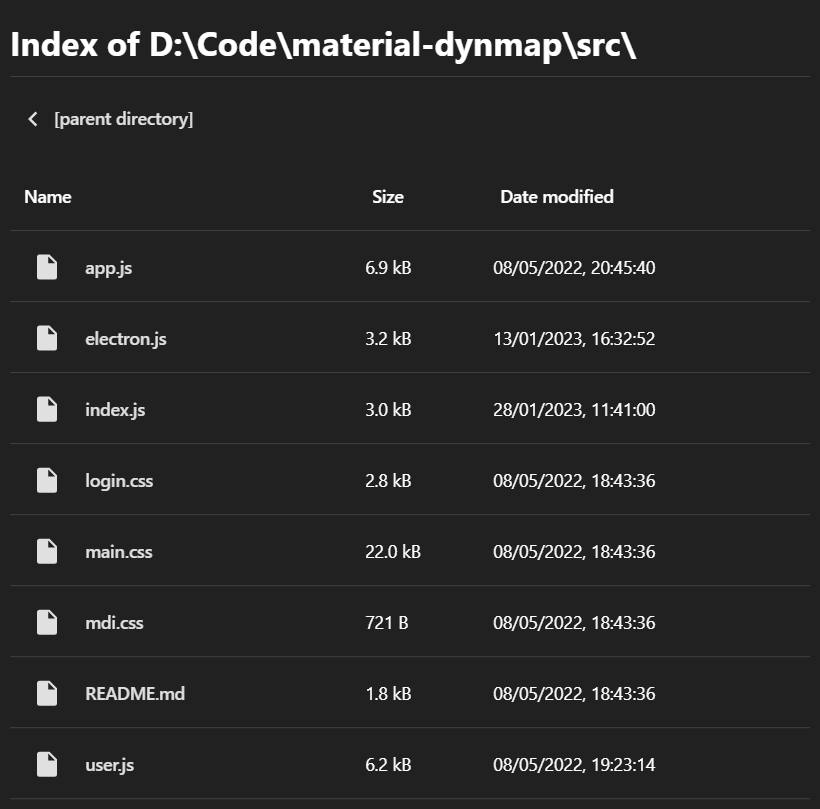 Index of D:\Code\material-dynmap\src\
[parent directory]
Name Size Date modified
app.js 6.9 kB 08/05/2022, 20:45:40
electron.js 3.2 kB 13/01/2023, 16:32:52
index.js 3.0 kB 28/01/2023, 11:41:00
login.css 2.8 kB 08/05/2022, 18:43:36
main.css 22.0 kB 08/05/2022, 18:43:36
mdi.css 721 B 08/05/2022, 18:43:36
README.md 1.8 kB 08/05/2022, 18:43:36
user.js 6.2 kB 08/05/2022, 19:23:14